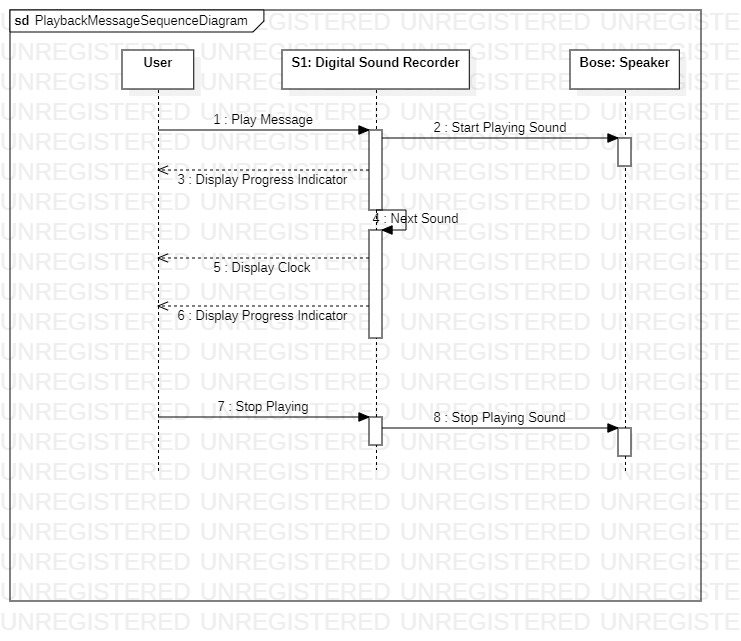 sd PlaybackMessageSequenceDiagram
User
S1: Digital Sound Recorder
Bose: Speaker
1 : Play Message
2 : Start Playing Sound
3 : Display Progress Indicator
4 : Next Sound
5 : Display Clock
6 : Display Progress Indicator
7 : Stop Playing
8 : Stop Playing Sound
UNREGISTERED